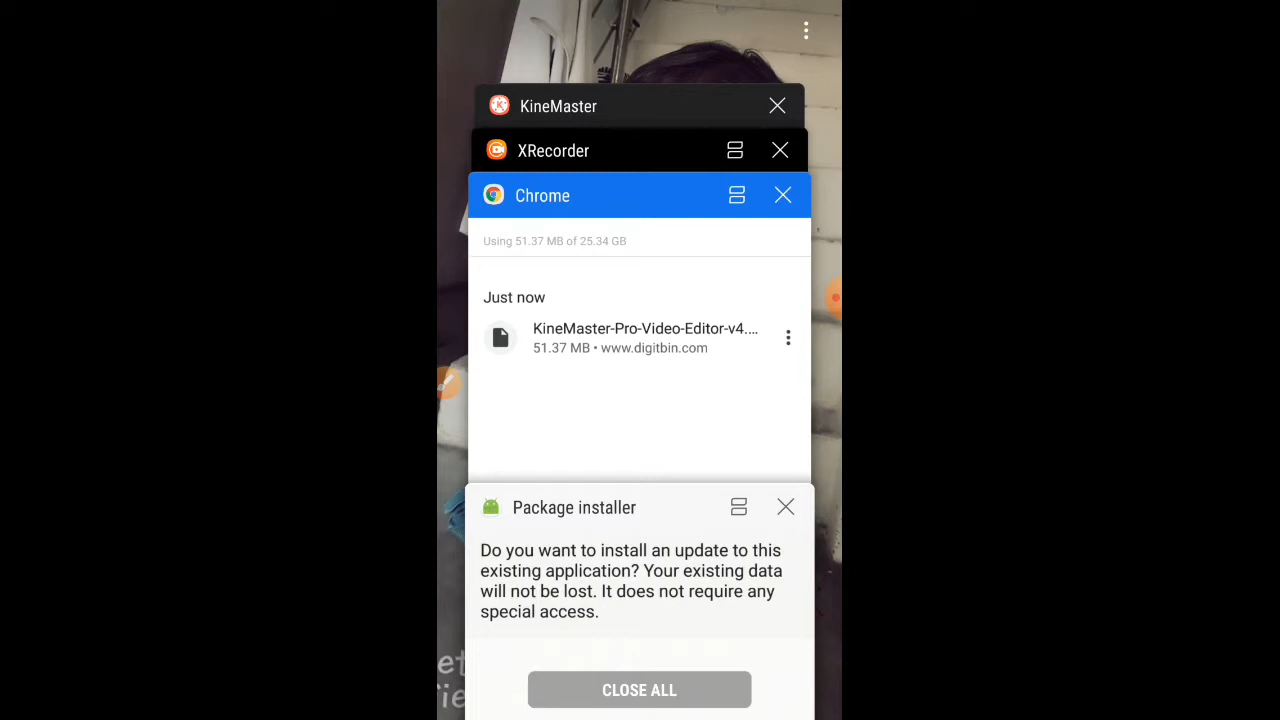 KineMaster
XRecorder
Chrome
Using 51.37 MB of 25.34 GB
Just now
KineMaster-Pro-Video-Editor-v4....
51.37 MB • www.digitbin.com
Package installer
Do you want to install an update to this
existing application? Your existing data
will not be lost. It does not require any
special access.
CLOSE ALL